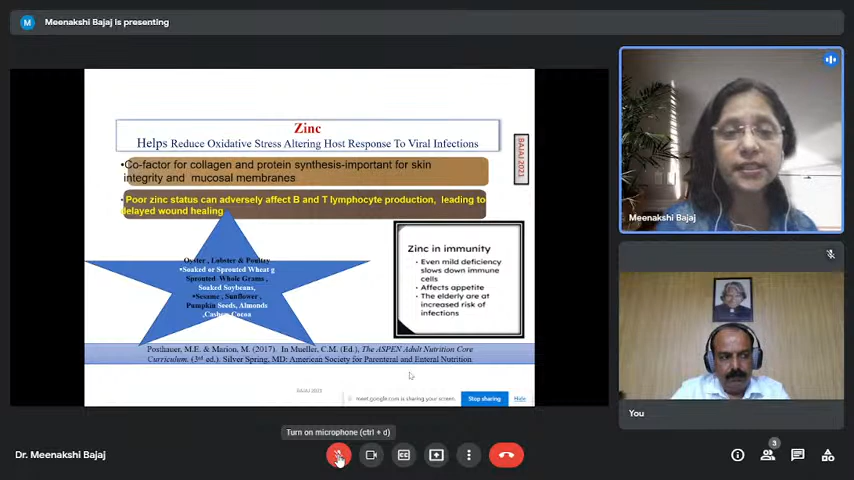 M Meenakshi Bajaj is presenting
Zinc
Helps Reduce Oxidative Stress Altering Host Response To Viral Infections
BAJAJ 2021
•Co-factor for collagen and protein synthesis-important for skin
integrity and mucosal membranes
• Poor zinc status can adversely affect B and T lymphocyte production, leading to
delayed wound healing
Oyster , Lobster & Poultry
•Soaked or Sprouted Wheat g
Sprouted Whole Grams ,
Soaked Soybeans,
•Sesame , Sunflower ,
Pumpkin Seeds, Almonds
,Cashew Cocoa
Zinc in immunity
• Even mild deficiency
slows down immune
cells
• Affects appetite
• The elderly are at
increased risk of
infections
Posthauer, M.E. & Marion, M. (2017). In Mueller, C.M. (Ed.), The ASPEN Adult Nutrition Core
Curriculum. (3rd ed.). Silver Spring, MD: American Society for Parenteral and Enteral Nutrition.
BAJAJ 2021
meet.google.com is sharing your screen.
Stop sharing
Hide
Meenakshi Bajaj
You
Turn on microphone (ctrl + d)
Dr. Meenakshi Bajaj
CC
3